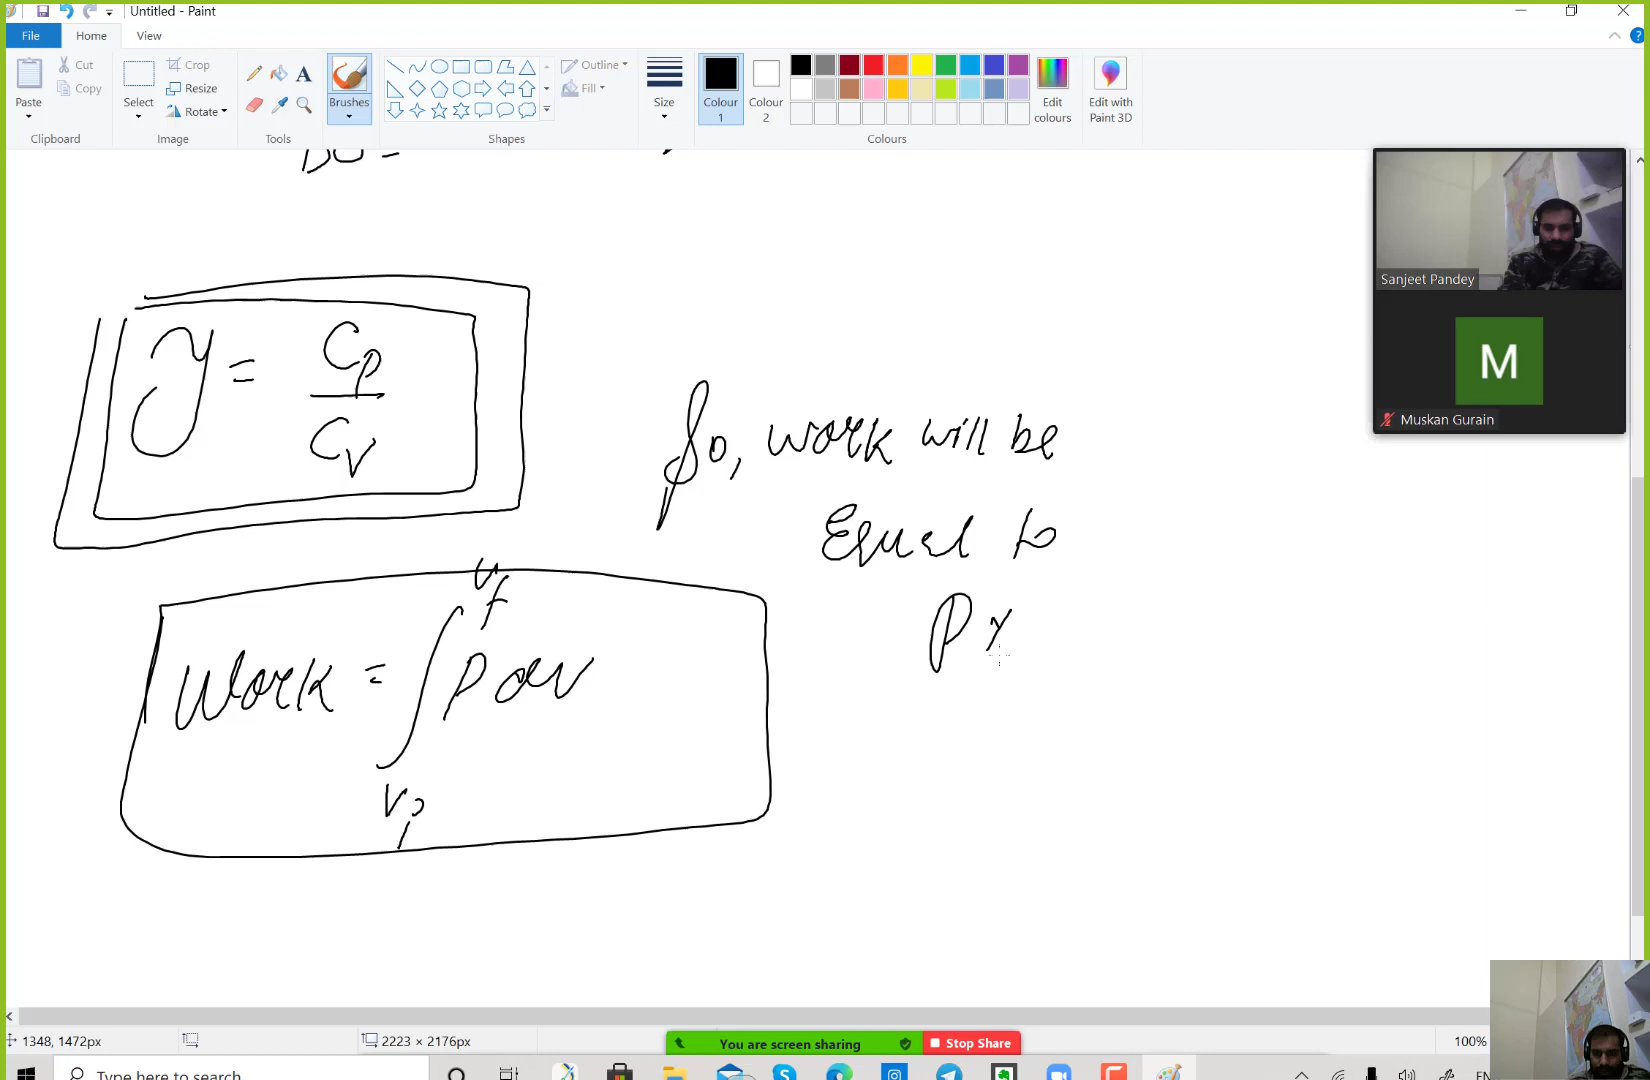 Untitled - Paint
File Home View
Paste
Cut
Copy
Clipboard
Select
Crop
Resize
Rotate
Image
Tools
Brushes
Shapes
Outline
Fill
Size
Colour 1
Colour 2
Colours
Edit colours
Edit with Paint 3D
Sanjeet Pandey
M
Muskan Gurain
γ = Cp / Cv
So, work will be
Equal to
P x
Work = ∫ P dv
Vf
Vi
1348, 1472px
2223 × 2176px
You are screen sharing
Stop Share
100%
Type here to search